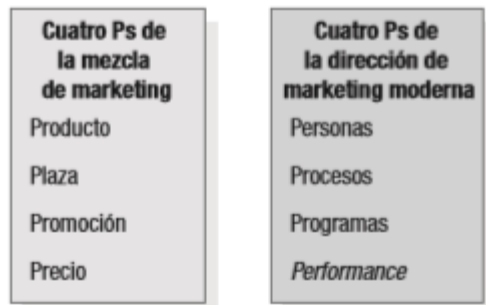 Cuatro Ps de
la mezcla
de marketing
Producto
Plaza
Promoción
Precio
Cuatro Ps de
la dirección de
marketing moderna
Personas
Procesos
Programas
Performance